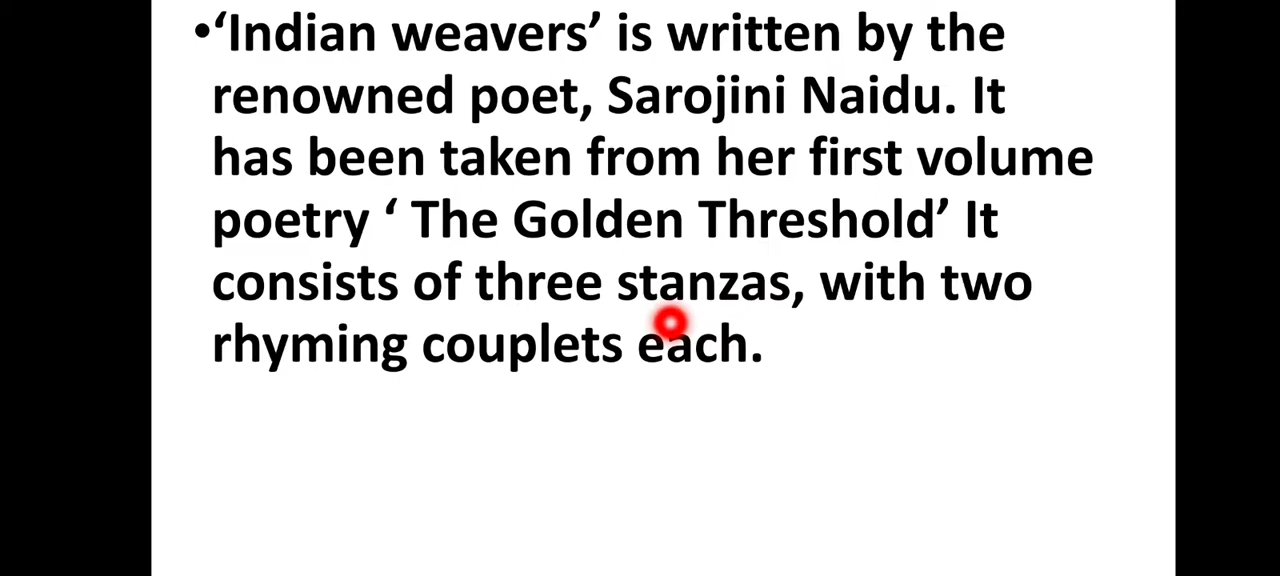 •‘Indian weavers’ is written by the
renowned poet, Sarojini Naidu. It
has been taken from her first volume
poetry ‘ The Golden Threshold’ It
consists of three stanzas, with two
rhyming couplets each.